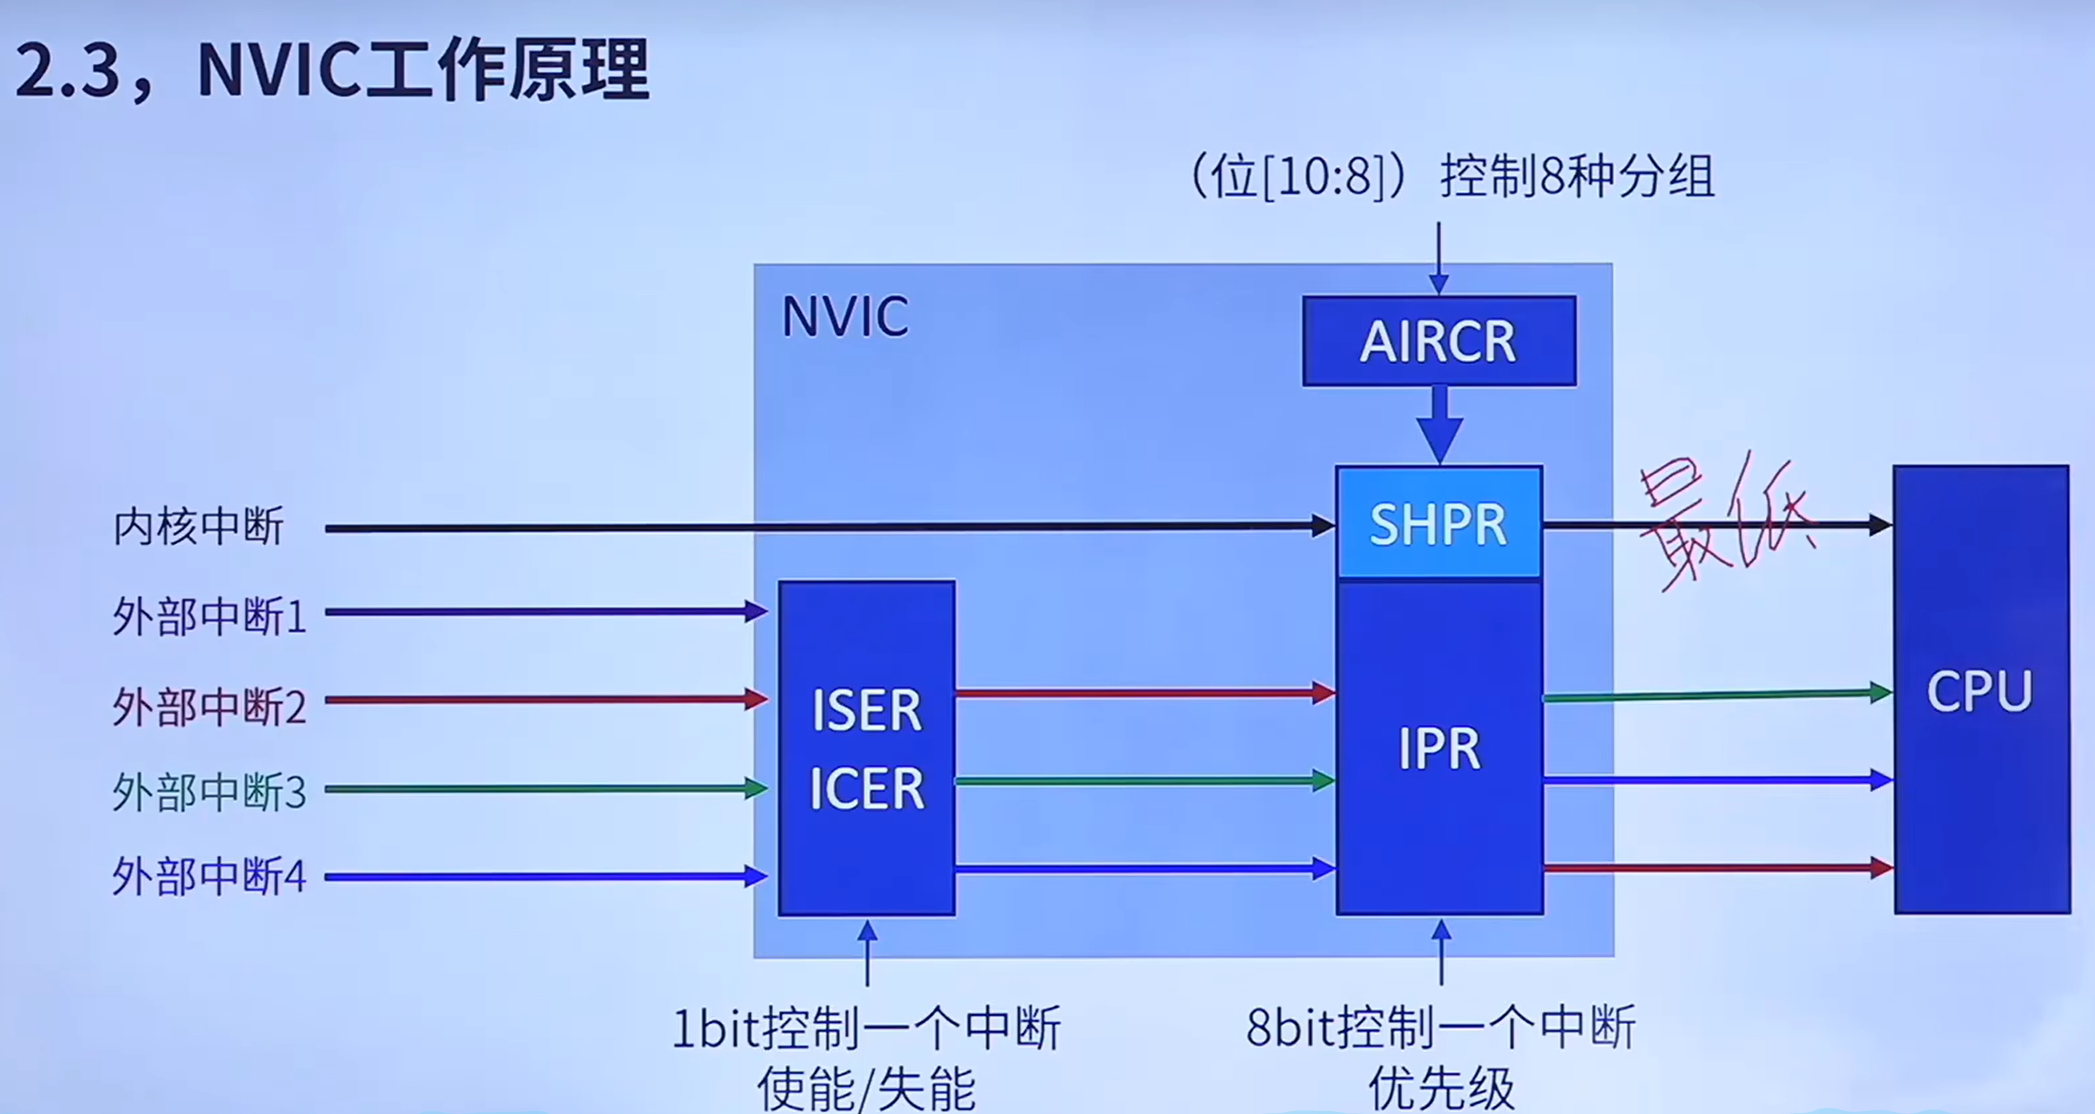 2.3，NVIC工作原理
（位[10:8]）控制8种分组
NVIC
AIRCR
内核中断
SHPR
最低
外部中断1
外部中断2
ISER
外部中断3
ICER
IPR
CPU
外部中断4
1bit控制一个中断
使能/失能
8bit控制一个中断
优先级